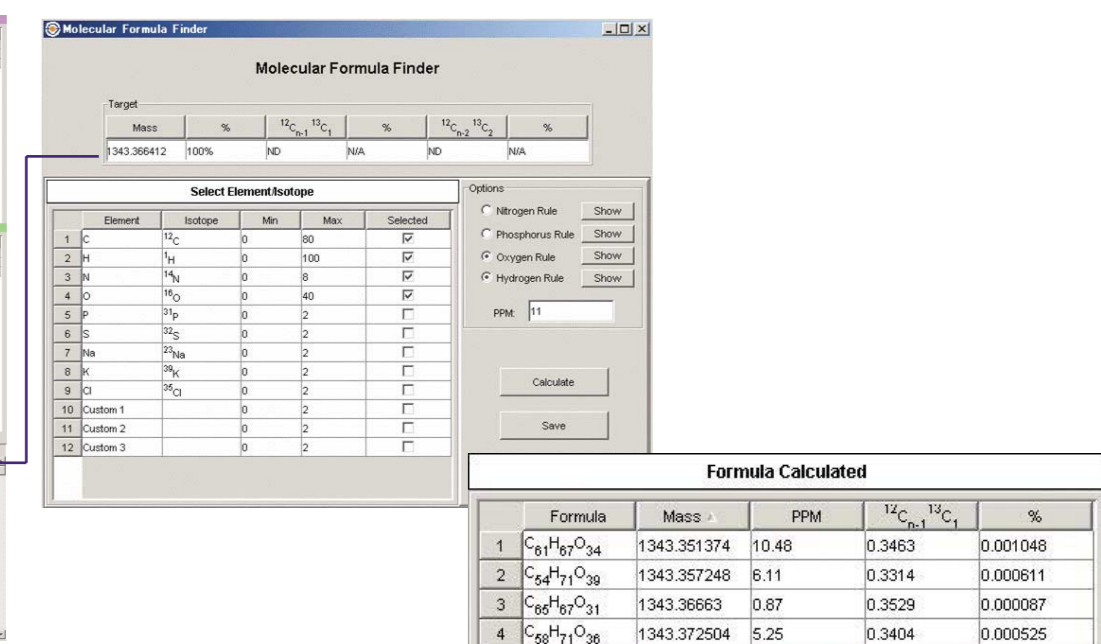 Molecular Formula Finder
Molecular Formula Finder
Target
Mass % ¹²Cₙ₋₁ ¹³C₁ % ¹²Cₙ₋₂ ¹³C₂ %
1343.366412 100% ND N/A ND N/A
Select Element/Isotope
Element Isotope Min Max Selected
1 C ¹²C 0 80
2 H ¹H 0 100
3 N ¹⁴N 0 8
4 O ¹⁶O 0 40
5 P ³¹P 0 2
6 S ³²S 0 2
7 Na ²³Na 0 2
8 K ³⁹K 0 2
9 Cl ³⁵Cl 0 2
10 Custom 1 0 2
11 Custom 2 0 2
12 Custom 3 0 2
Options
Nitrogen Rule Show
Phosphorus Rule Show
Oxygen Rule Show
Hydrogen Rule Show
PPM: 11
Calculate
Save
Formula Calculated
Formula Mass PPM ¹²Cₙ₋₁ ¹³C₁ %
1 C₆₁H₆₇O₃₄ 1343.351374 10.48 0.3463 0.001048
2 C₅₄H₇₁O₃₉ 1343.357248 6.11 0.3314 0.000611
3 C₆₅H₆₇O₃₁ 1343.36663 0.87 0.3529 0.000087
4 C₅₈H₇₁O₃₆ 1343.372504 5.25 0.3404 0.000525